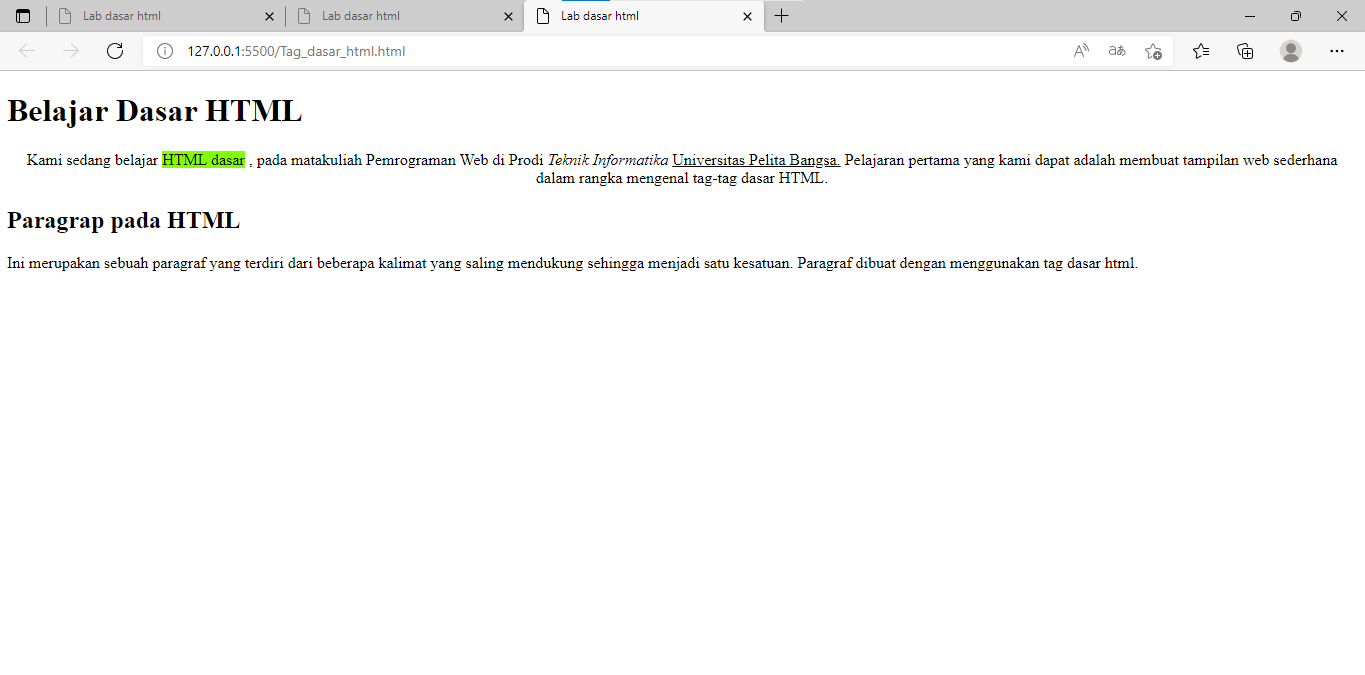 Lab dasar html
Lab dasar html
Lab dasar html
127.0.0.1:5500/Tag_dasar_html.html
Belajar Dasar HTML
Kami sedang belajar HTML dasar , pada matakuliah Pemrograman Web di Prodi Teknik Informatika Universitas Pelita Bangsa. Pelajaran pertama yang kami dapat adalah membuat tampilan web sederhana
dalam rangka mengenal tag-tag dasar HTML.
Paragrap pada HTML
Ini merupakan sebuah paragraf yang terdiri dari beberapa kalimat yang saling mendukung sehingga menjadi satu kesatuan. Paragraf dibuat dengan menggunakan tag dasar html.